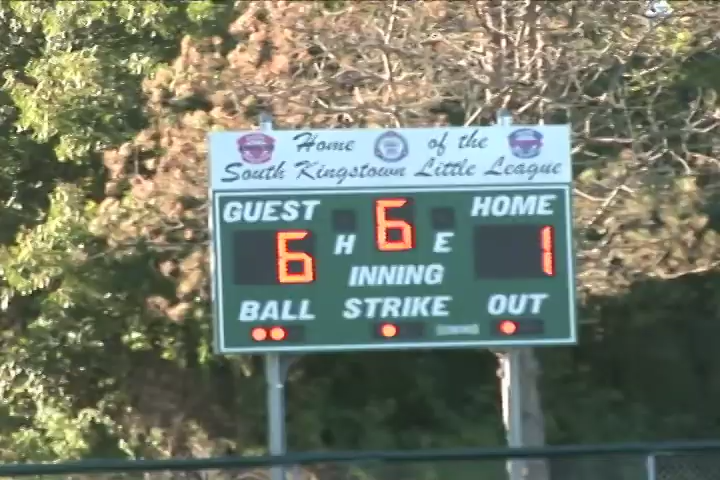 Home of the
South Kingstown Little League
GUEST 6 HOME
6 H E 1
INNING
BALL STRIKE OUT